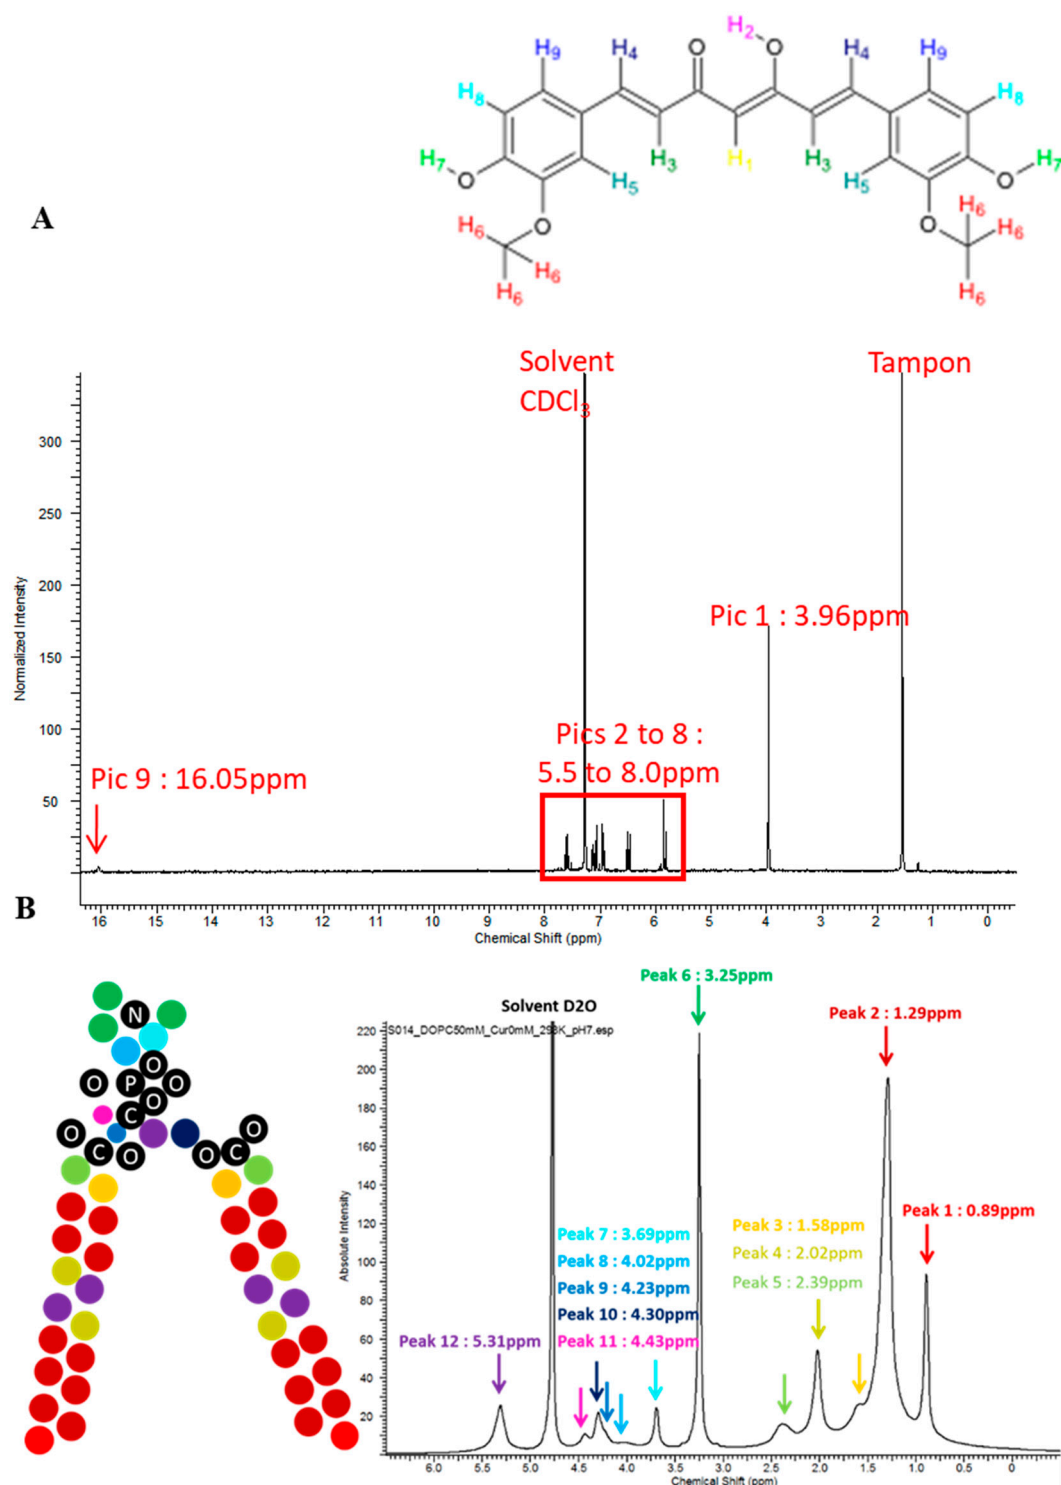 H2
O
O
H9
H4
H4
H9
H8
H8
H7
O
H3
H1
H3
O
H7
H5
H5
A
H6
O
H6
H6
O
H6
H6
H6
Solvent
CDCl3
Tampon
Normalized Intensity
300
250
200
150
100
50
Pic 1 : 3.96ppm
Pics 2 to 8 :
5.5 to 8.0ppm
Pic 9 : 16.05ppm
16 15 14 13 12 11 10 9 8 7 6 5 4 3 2 1 0
Chemical Shift (ppm)
B
N
O
O P O
O
C
O
C O
O C O
Peak 6 : 3.25ppm
Solvent D2O
Peak 2 : 1.29ppm
S014_DOPC50mM_Cur0mM_298K_pH7.esp
Absolute Intensity
220
200
180
160
140
120
100
80
60
40
20
Peak 1 : 0.89ppm
Peak 7 : 3.69ppm
Peak 8 : 4.02ppm
Peak 9 : 4.23ppm
Peak 10 : 4.30ppm
Peak 11 : 4.43ppm
Peak 3 : 1.58ppm
Peak 4 : 2.02ppm
Peak 5 : 2.39ppm
Peak 12 : 5.31ppm
6.0 5.5 5.0 4.5 4.0 3.5 3.0 2.5 2.0 1.5 1.0 0.5 0
Chemical Shift (ppm)